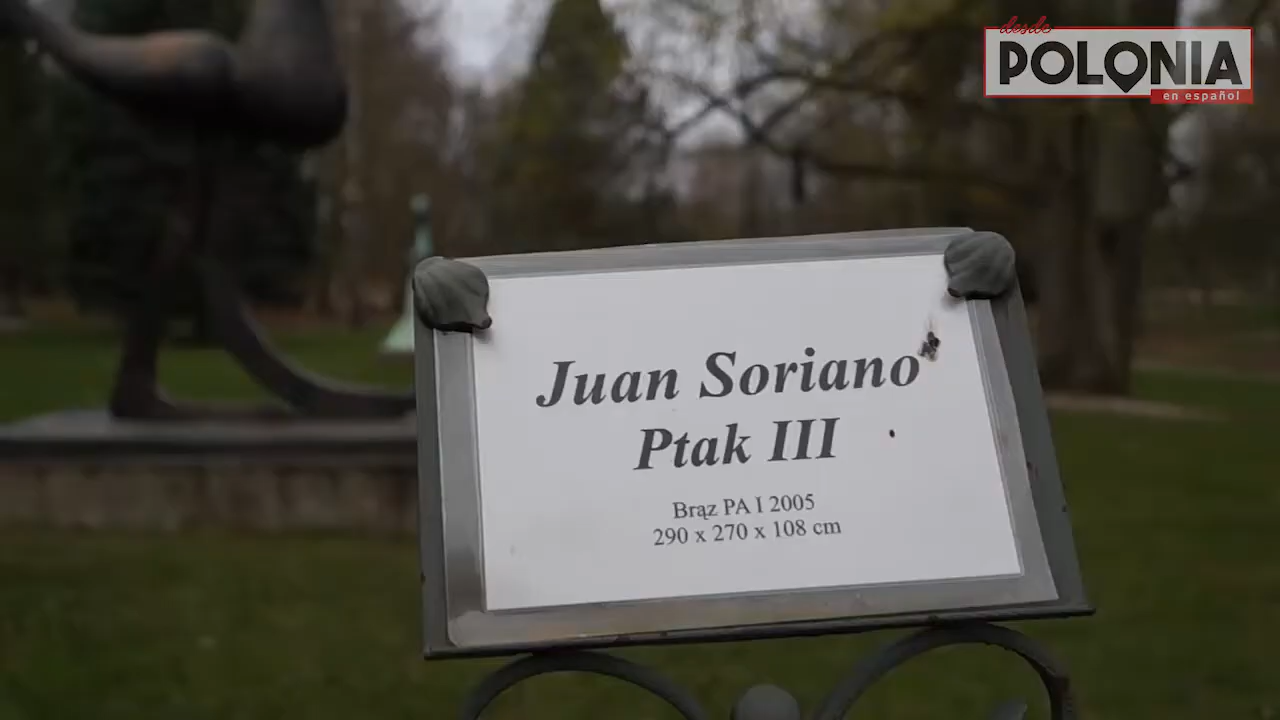 desde
POLONIA
en español
Juan Soriano
Ptak III
Brąz PA I 2005
290 x 270 x 108 cm